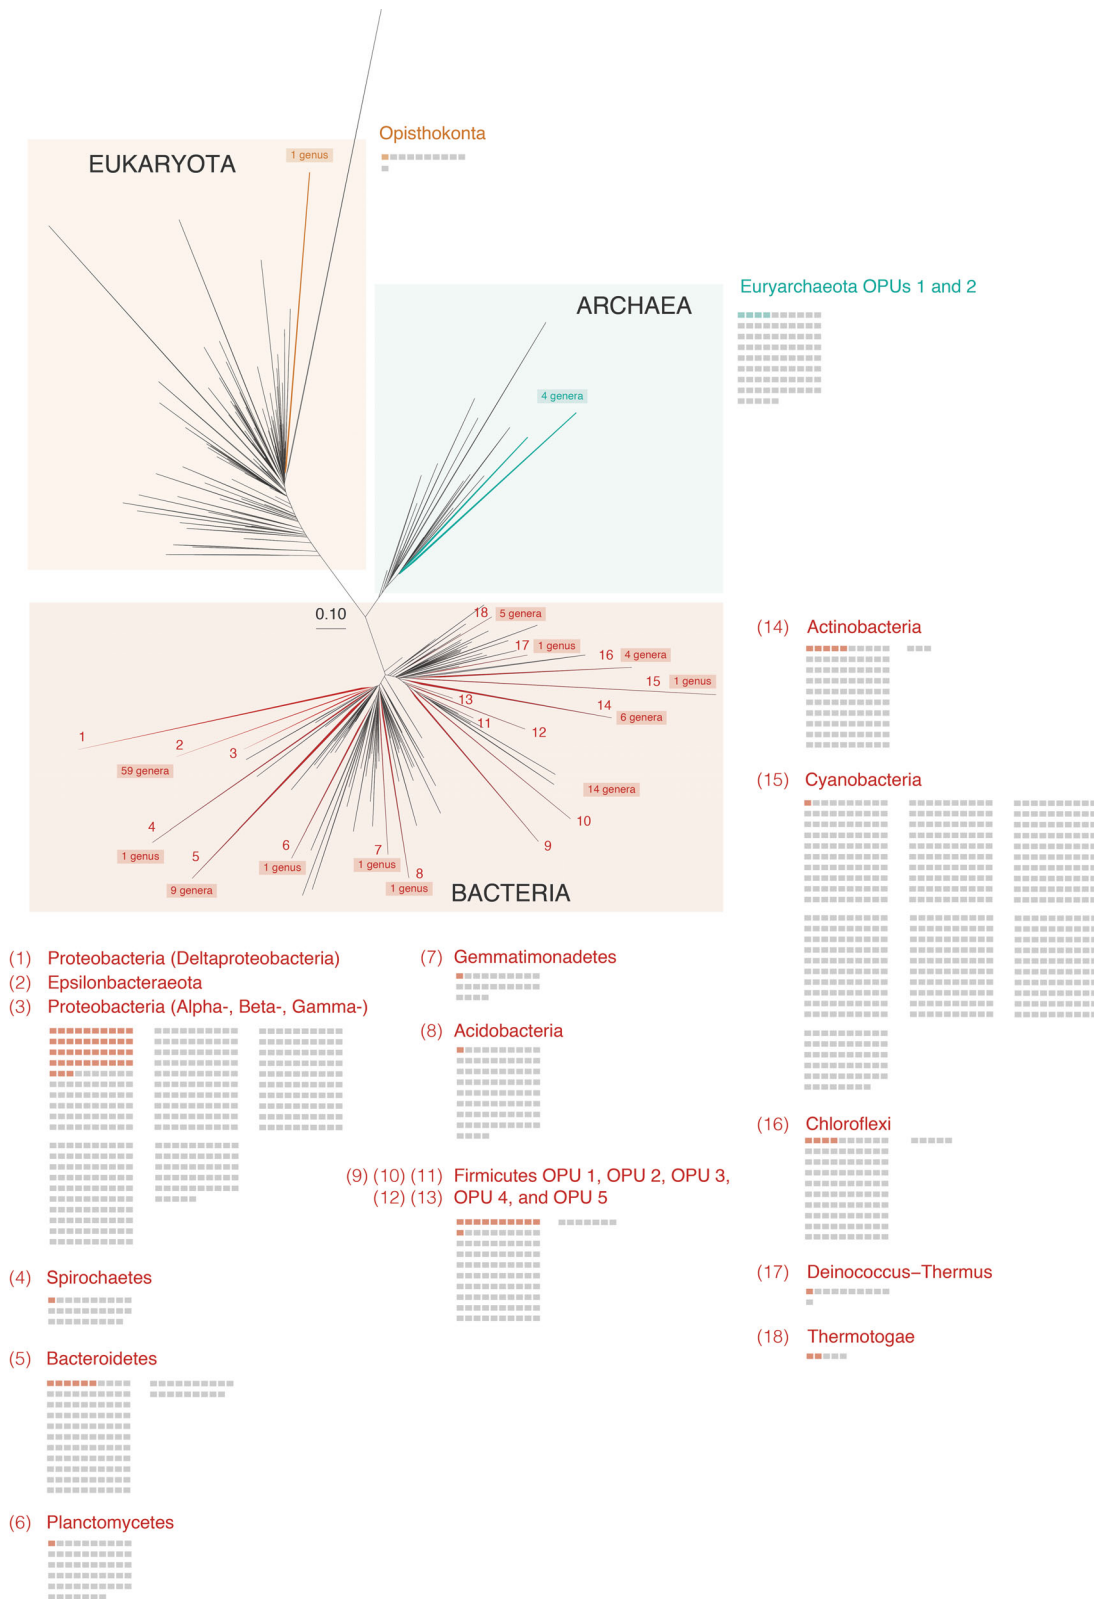 Opisthokonta
EUKARYOTA
1 genus
Euryarchaeota OPUs 1 and 2
ARCHAEA
4 genera
0.10
18
5 genera
17
1 genus
16
4 genera
15
1 genus
14
6 genera
13
11
12
1
2
3
59 genera
14 genera
10
9
4
1 genus
5
9 genera
6
1 genus
7
1 genus
8
1 genus
BACTERIA
(1) Proteobacteria (Deltaproteobacteria)
(2) Epsilonbacteraeota
(3) Proteobacteria (Alpha-, Beta-, Gamma-)
(4) Spirochaetes
(5) Bacteroidetes
(6) Planctomycetes
(7) Gemmatimonadetes
(8) Acidobacteria
(9) (10) (11) Firmicutes OPU 1, OPU 2, OPU 3,
(12) (13) OPU 4, and OPU 5
(14) Actinobacteria
(15) Cyanobacteria
(16) Chloroflexi
(17) Deinococcus–Thermus
(18) Thermotogae